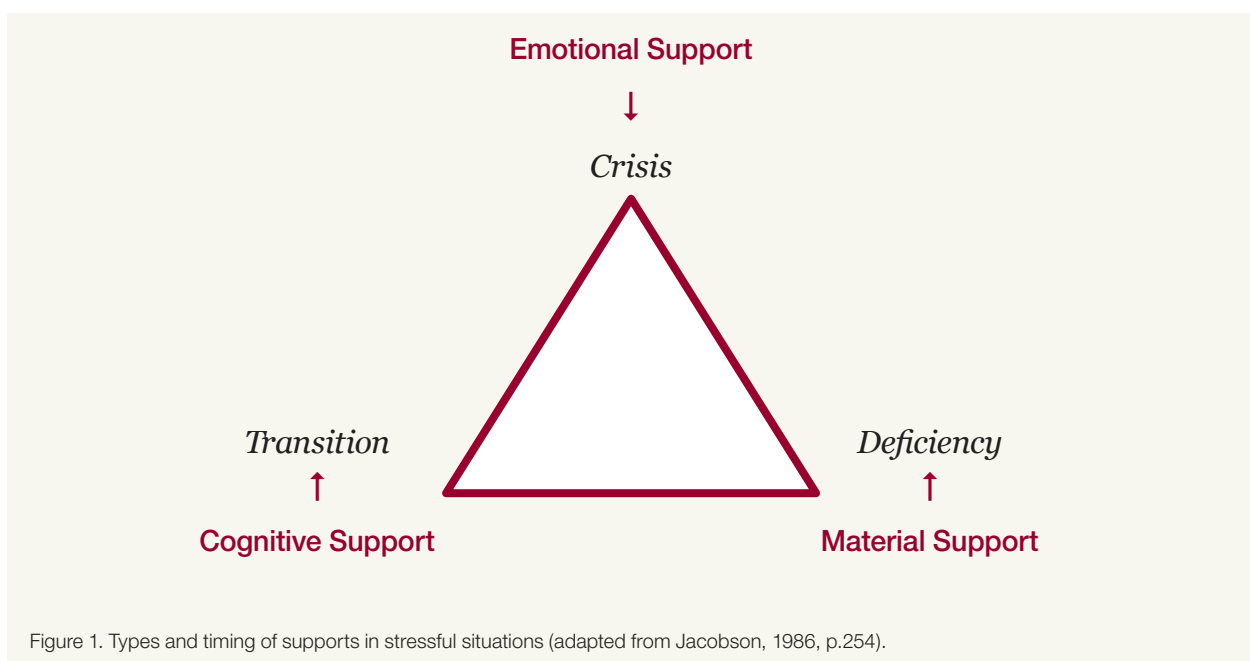 Emotional Support
↓
Crisis
Transition
Deficiency
↑
↑
Cognitive Support
Material Support
Figure 1. Types and timing of supports in stressful situations (adapted from Jacobson, 1986, p.254).